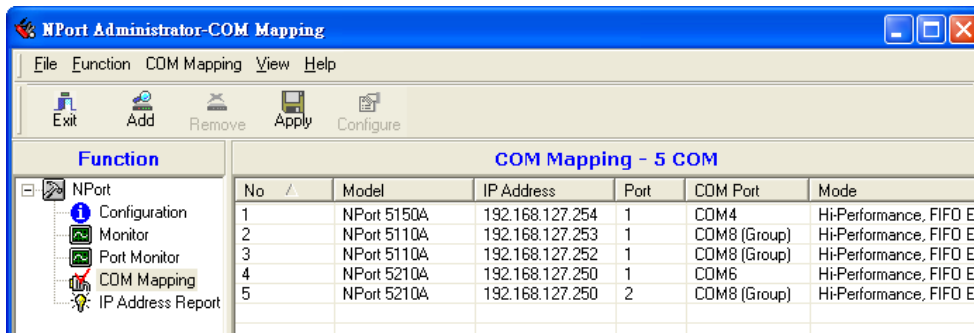 NPort Administrator-COM Mapping
File Function COM Mapping View Help
Exit Add Remove Apply Configure
Function
COM Mapping - 5 COM
NPort
Configuration
Monitor
Port Monitor
COM Mapping
IP Address Report
No Model IP Address Port COM Port Mode
1 NPort 5150A 192.168.127.254 1 COM4 Hi-Performance, FIFO E
2 NPort 5110A 192.168.127.253 1 COM8 (Group) Hi-Performance, FIFO E
3 NPort 5110A 192.168.127.252 1 COM8 (Group) Hi-Performance, FIFO E
4 NPort 5210A 192.168.127.250 1 COM6 Hi-Performance, FIFO E
5 NPort 5210A 192.168.127.250 2 COM8 (Group) Hi-Performance, FIFO E